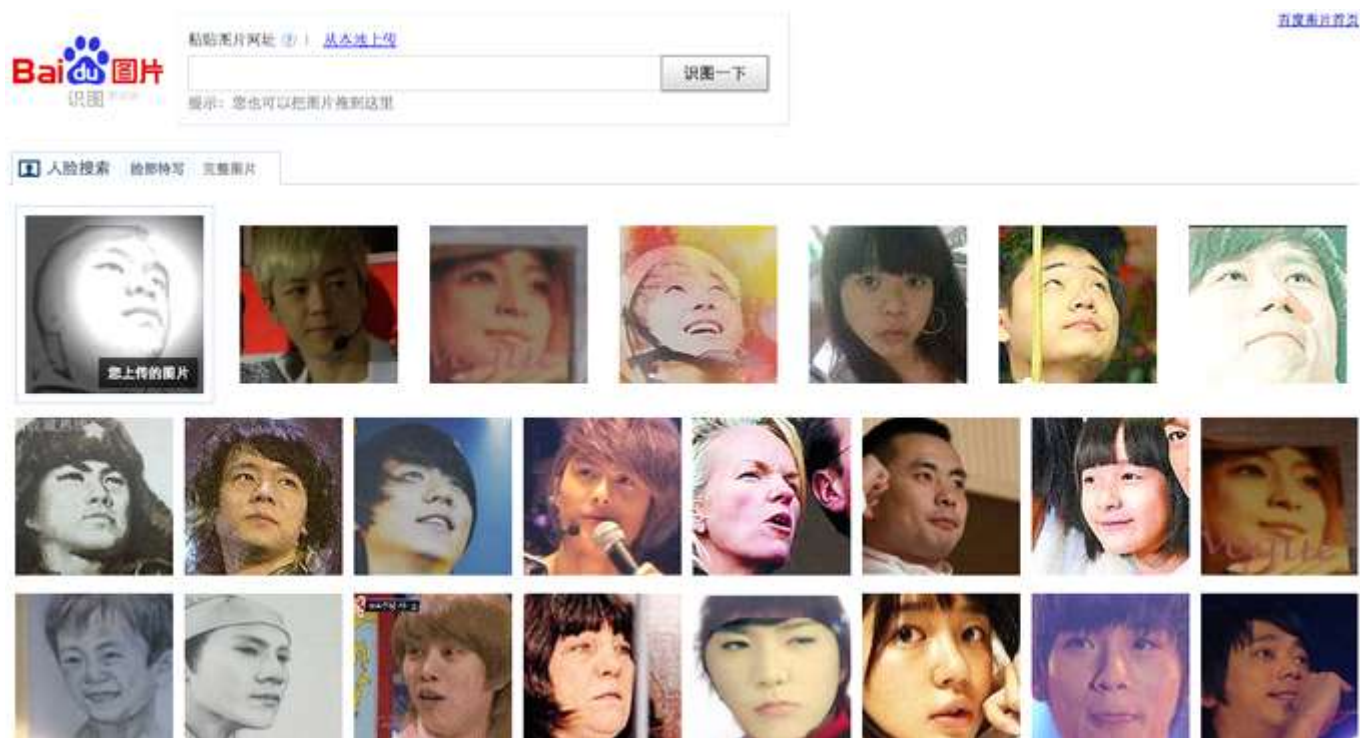 百度图片首页
粘贴图片网址 | 从本地上传
Baidu图片
识图
识图一下
提示：您也可以把图片拖到这里
人脸搜索 脸部特写 完整图片
您上传的图片